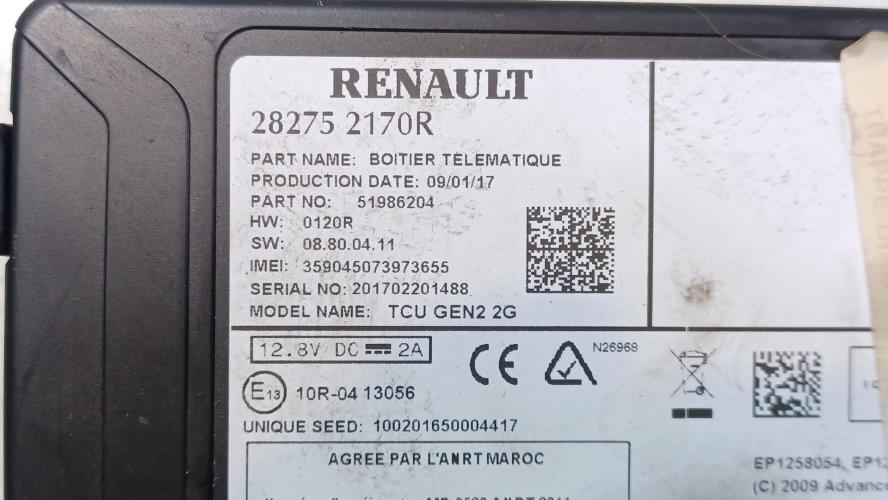 RENAULT
28275 2170R
PART NAME: BOITIER TELEMATIQUE
PRODUCTION DATE: 09/01/17
PART NO: 51986204
HW: 0120R
SW: 08.80.04.11
IMEI: 359045073973655
SERIAL NO: 201702201488
MODEL NAME: TCU GEN2 2G
12.8V DC 2A
CE
N26968
E13 10R-04 13056
UNIQUE SEED: 100201650004417
AGREE PAR L'ANRT MAROC
EP1258054, EP12
(C) 2009 Advance